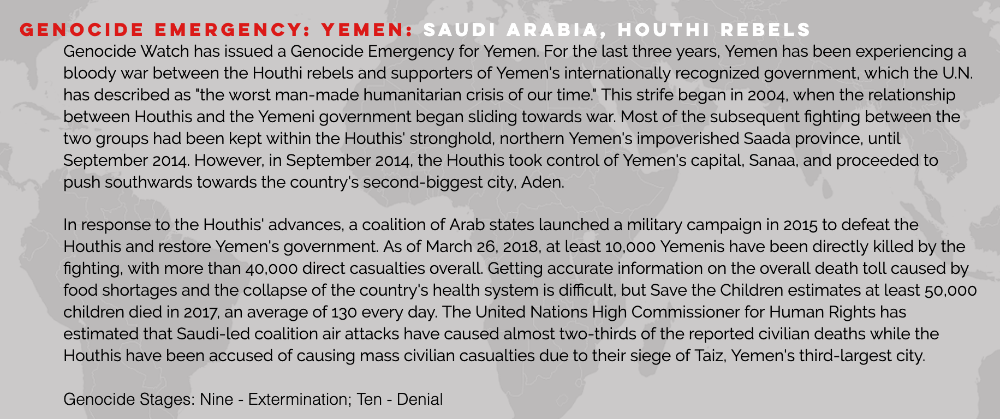 GENOCIDE EMERGENCY: YEMEN: SAUDI ARABIA, HOUTHI REBELS
Genocide Watch has issued a Genocide Emergency for Yemen. For the last three years, Yemen has been experiencing a
bloody war between the Houthi rebels and supporters of Yemen's internationally recognized government, which the U.N.
has described as "the worst man-made humanitarian crisis of our time." This strife began in 2004, when the relationship
between Houthis and the Yemeni government began sliding towards war. Most of the subsequent fighting between the
two groups had been kept within the Houthis' stronghold, northern Yemen's impoverished Saada province, until
September 2014. However, in September 2014, the Houthis took control of Yemen's capital, Sanaa, and proceeded to
push southwards towards the country's second-biggest city, Aden.
In response to the Houthis' advances, a coalition of Arab states launched a military campaign in 2015 to defeat the
Houthis and restore Yemen's government. As of March 26, 2018, at least 10,000 Yemenis have been directly killed by the
fighting, with more than 40,000 direct casualties overall. Getting accurate information on the overall death toll caused by
food shortages and the collapse of the country's health system is difficult, but Save the Children estimates at least 50,000
children died in 2017, an average of 130 every day. The United Nations High Commissioner for Human Rights has
estimated that Saudi-led coalition air attacks have caused almost two-thirds of the reported civilian deaths while the
Houthis have been accused of causing mass civilian casualties due to their siege of Taiz, Yemen's third-largest city.
Genocide Stages: Nine - Extermination; Ten - Denial